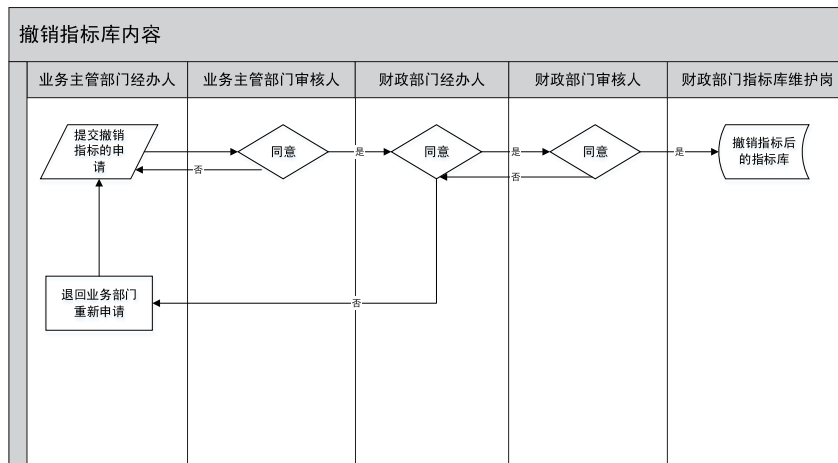 撤销指标库内容
业务主管部门经办人
业务主管部门审核人
财政部门经办人
财政部门审核人
财政部门指标库维护岗
提交撤销
指标的申
请
同意
是
同意
是
同意
是
撤销指标后
的指标库
否
否
退回业务部门
重新申请
否